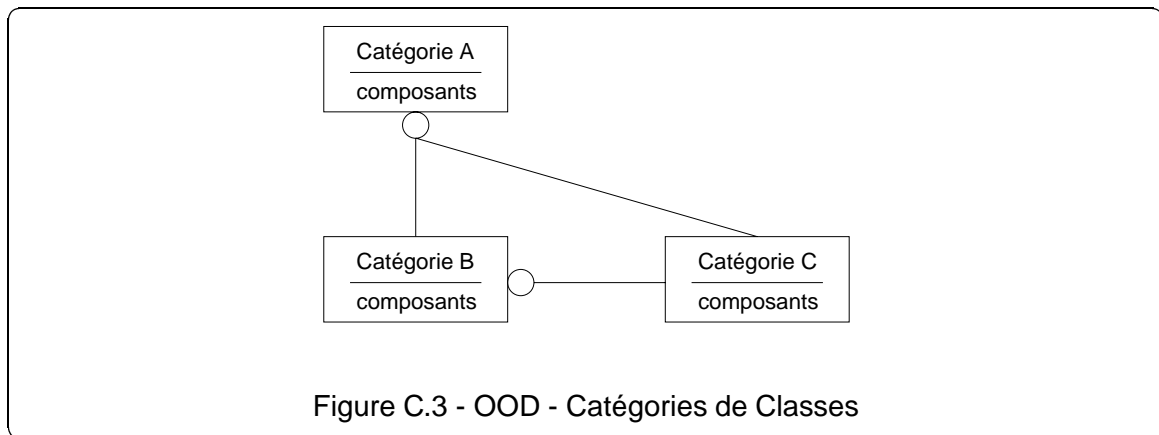 Catégorie A
composants
Catégorie B
composants
Catégorie C
composants
Figure C.3 - OOD - Catégories de Classes